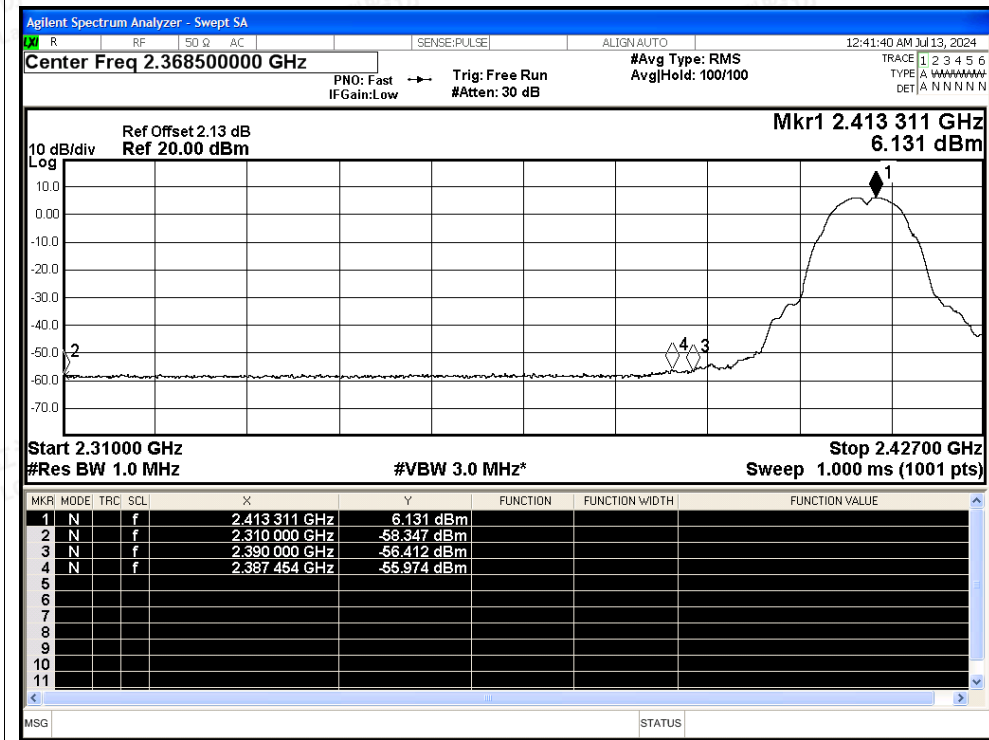 Agilent Spectrum Analyzer - Swept SA
LXI R RF 50 Ω AC SENSE:PULSE ALIGN AUTO 12:41:40 AM Jul 13, 2024
Center Freq 2.368500000 GHz #Avg Type: RMS TRACE 1 2 3 4 5 6
PNO: Fast Trig: Free Run Avg|Hold: 100/100 TYPE A WWWWW
IFGain:Low #Atten: 30 dB DET A N N N N N
Mkr1 2.413 311 GHz
6.131 dBm
Ref Offset 2.13 dB
10 dB/div Ref 20.00 dBm
Log
10.0
0.00
-10.0
-20.0
-30.0
-40.0
-50.0
-60.0
-70.0
1
2
4 3
Start 2.31000 GHz Stop 2.42700 GHz
#Res BW 1.0 MHz #VBW 3.0 MHz* Sweep 1.000 ms (1001 pts)
MKR MODE TRC SCL X Y FUNCTION FUNCTION WIDTH FUNCTION VALUE
1 N f 2.413 311 GHz 6.131 dBm
2 N f 2.310 000 GHz -58.347 dBm
3 N f 2.390 000 GHz -56.412 dBm
4 N f 2.387 454 GHz -55.974 dBm
5
6
7
8
9
10
11
MSG STATUS